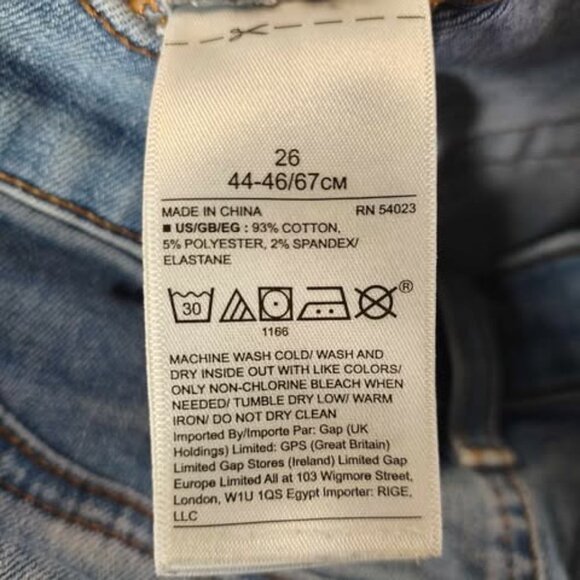 26
44-46/67CM
MADE IN CHINA RN 54023
■ US/GB/EG : 93% COTTON,
5% POLYESTER, 2% SPANDEX/
ELASTANE
30 ®
1166
MACHINE WASH COLD/ WASH AND
DRY INSIDE OUT WITH LIKE COLORS/
ONLY NON-CHLORINE BLEACH WHEN
NEEDED/ TUMBLE DRY LOW/ WARM
IRON/ DO NOT DRY CLEAN
Imported By/Importe Par: Gap (UK
Holdings) Limited: GPS (Great Britain)
Limited Gap Stores (Ireland) Limited Gap
Europe Limited All at 103 Wigmore Street,
London, W1U 1QS Egypt Importer: RIGE,
LLC